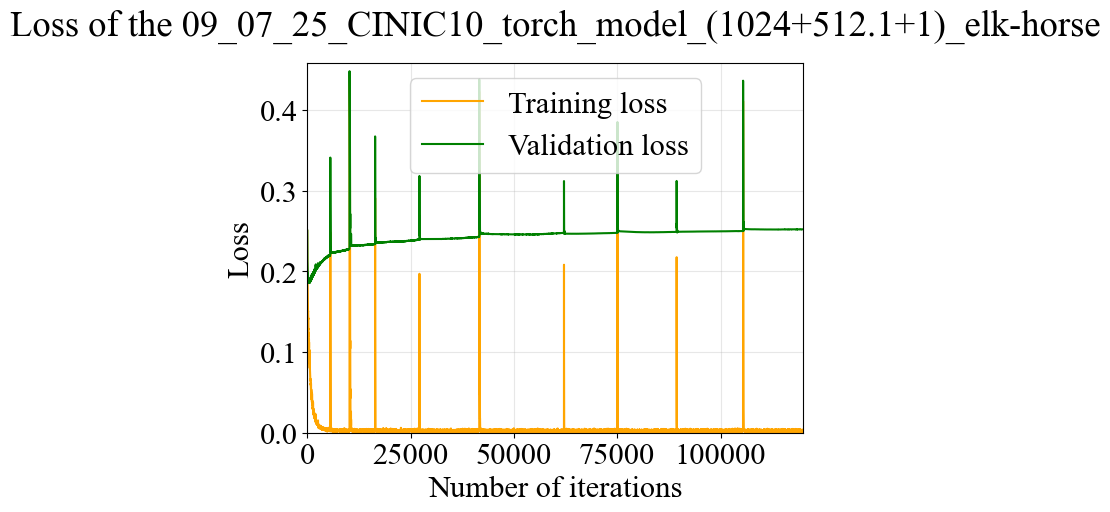 Loss of the 09_07_25_CINIC10_torch_model_(1024+512.1+1)_elk-horse
Training loss
Validation loss
Loss
0.4
0.3
0.2
0.1
0.0
0 25000 50000 75000 100000
Number of iterations